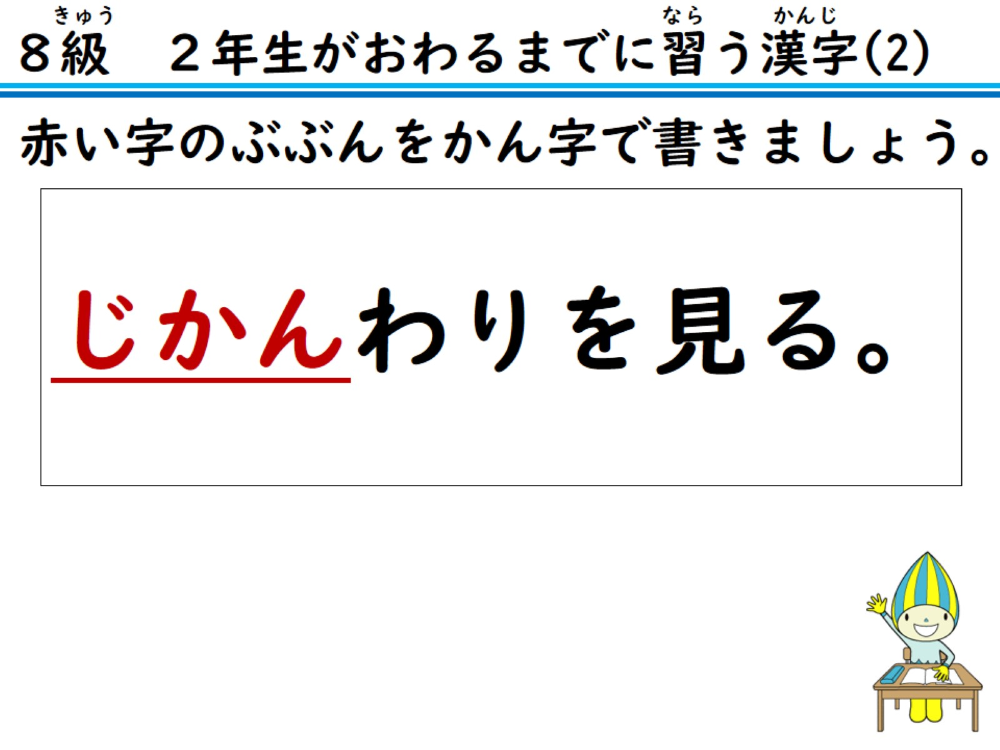 きゅう なら かんじ
８級　２年生がおわるまでに習う漢字(2)
赤い字のぶぶんをかん字で書きましょう。
じかんわりを見る。